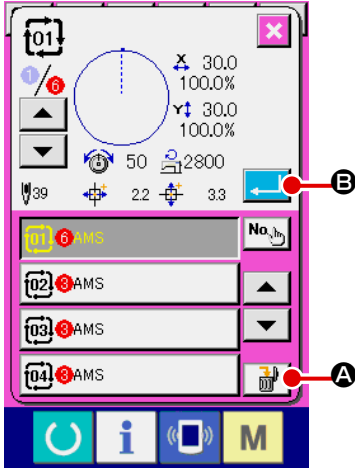 01
X 30.0
100.0%
1/6
Y 30.0
100.0%
50 2800
39 2.2 3.3
B
01 6 AMS
No.
02 3 AMS
03 3 AMS
04 3 AMS
A
i M